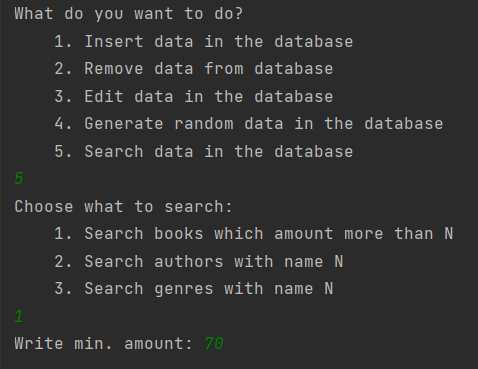 What do you want to do?
1. Insert data in the database
2. Remove data from database
3. Edit data in the database
4. Generate random data in the database
5. Search data in the database
5
Choose what to search:
1. Search books which amount more than N
2. Search authors with name N
3. Search genres with name N
1
Write min. amount: 70